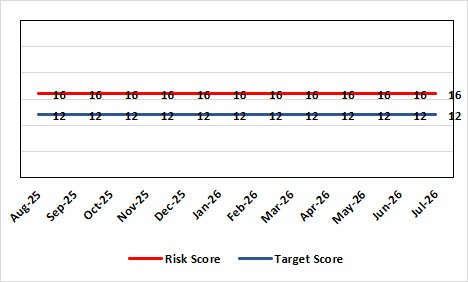 16 16 16 16 16 16 16 16 16 16 16 16
12 12 12 12 12 12 12 12 12 12 12 12
Aug-25 Sep-25 Oct-25 Nov-25 Dec-25 Jan-26 Feb-26 Mar-26 Apr-26 May-26 Jun-26 Jul-26
Risk Score Target Score